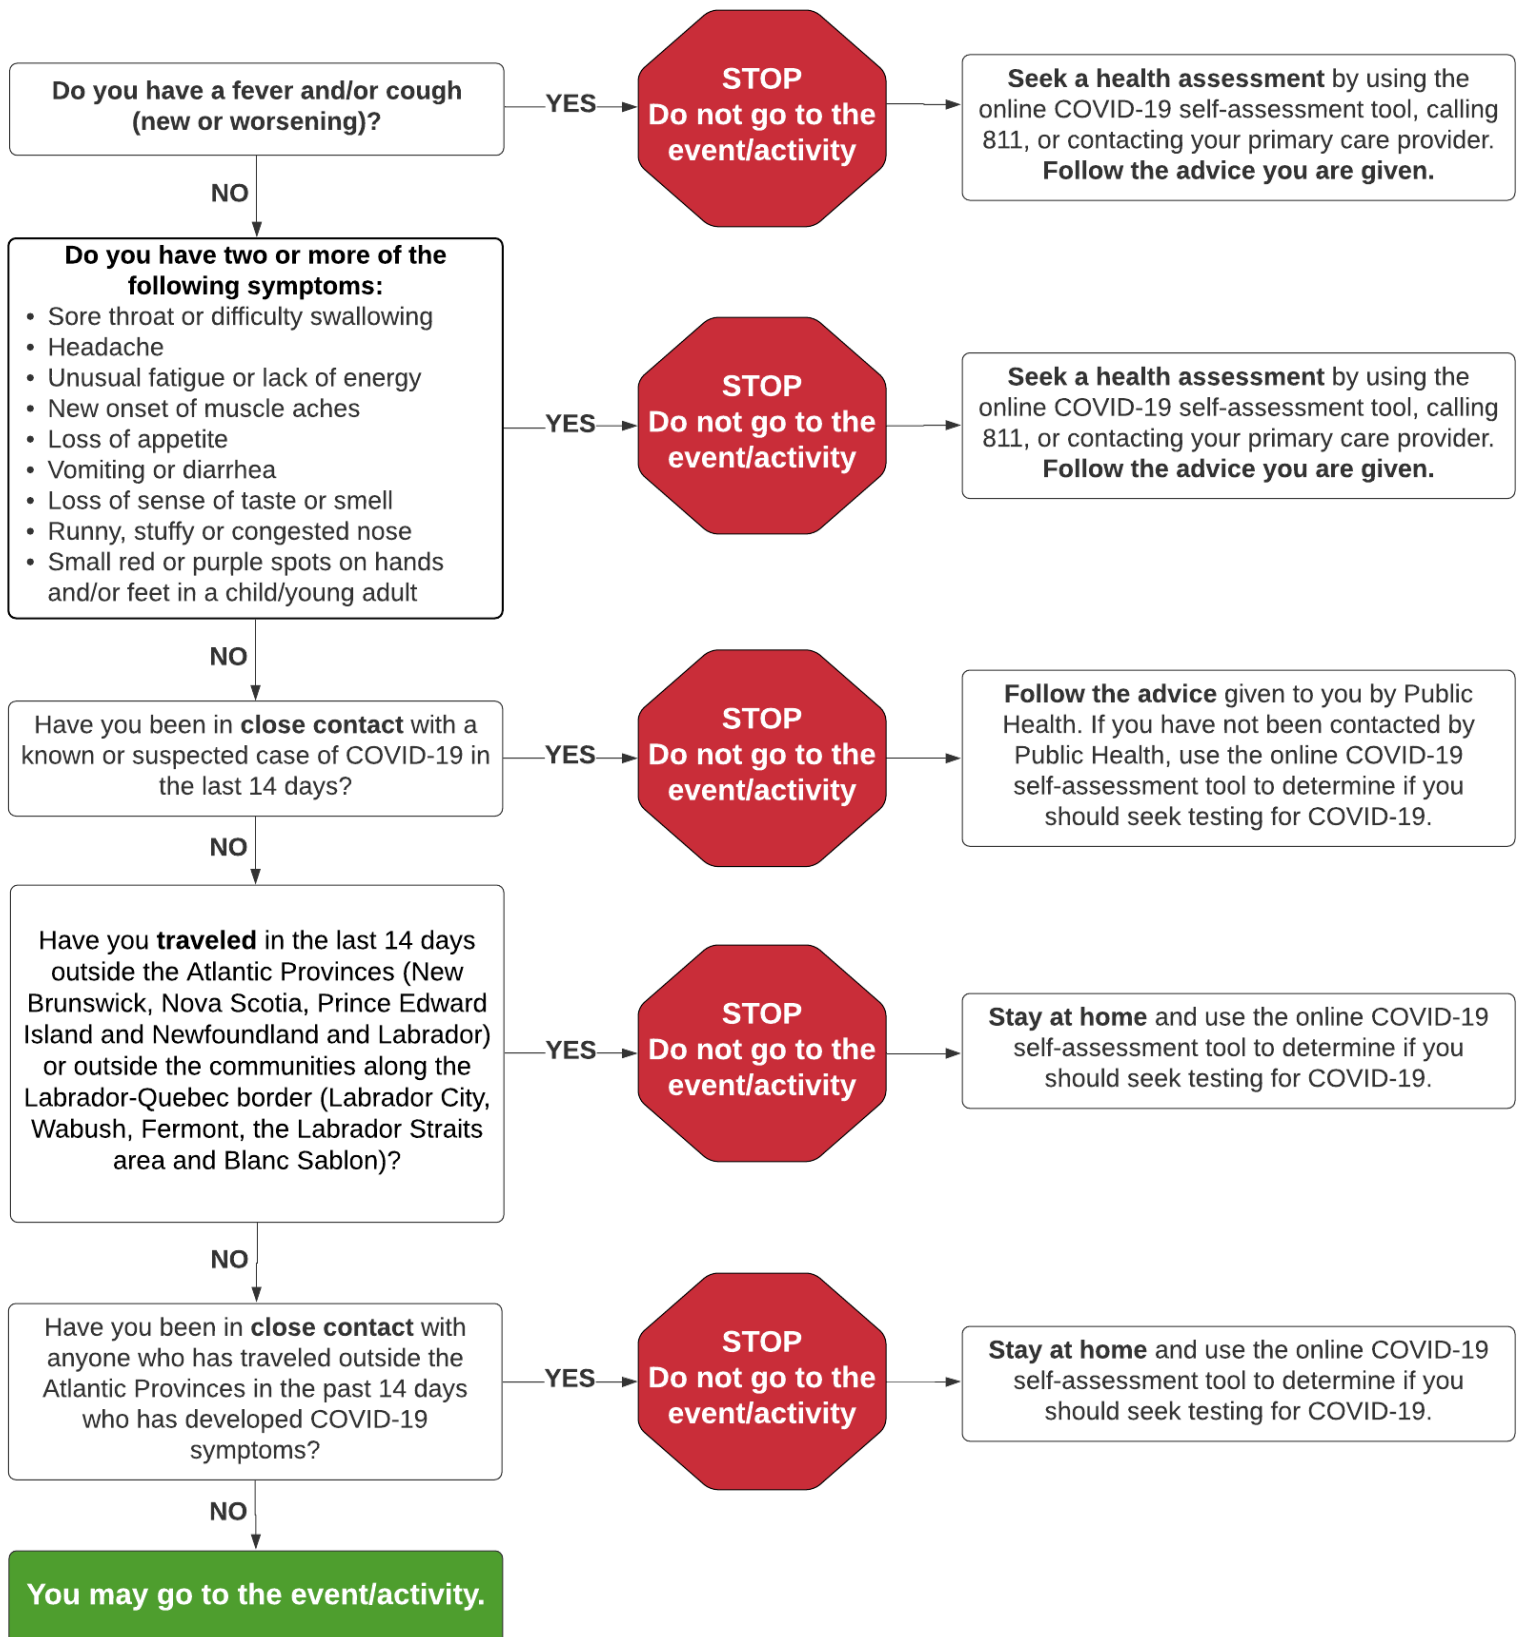 Do you have a fever and/or cough
(new or worsening)?
YES
STOP
Do not go to the
event/activity
Seek a health assessment by using the
online COVID-19 self-assessment tool, calling
811, or contacting your primary care provider.
Follow the advice you are given.
NO
Do you have two or more of the
following symptoms:
• Sore throat or difficulty swallowing
• Headache
• Unusual fatigue or lack of energy
• New onset of muscle aches
• Loss of appetite
• Vomiting or diarrhea
• Loss of sense of taste or smell
• Runny, stuffy or congested nose
• Small red or purple spots on hands
and/or feet in a child/young adult
YES
STOP
Do not go to the
event/activity
Seek a health assessment by using the
online COVID-19 self-assessment tool, calling
811, or contacting your primary care provider.
Follow the advice you are given.
NO
Have you been in close contact with a
known or suspected case of COVID-19 in
the last 14 days?
YES
STOP
Do not go to the
event/activity
Follow the advice given to you by Public
Health. If you have not been contacted by
Public Health, use the online COVID-19
self-assessment tool to determine if you
should seek testing for COVID-19.
NO
Have you traveled in the last 14 days
outside the Atlantic Provinces (New
Brunswick, Nova Scotia, Prince Edward
Island and Newfoundland and Labrador)
or outside the communities along the
Labrador-Quebec border (Labrador City,
Wabush, Fermont, the Labrador Straits
area and Blanc Sablon)?
YES
STOP
Do not go to the
event/activity
Stay at home and use the online COVID-19
self-assessment tool to determine if you
should seek testing for COVID-19.
NO
Have you been in close contact with
anyone who has traveled outside the
Atlantic Provinces in the past 14 days
who has developed COVID-19
symptoms?
YES
STOP
Do not go to the
event/activity
Stay at home and use the online COVID-19
self-assessment tool to determine if you
should seek testing for COVID-19.
NO
You may go to the event/activity.